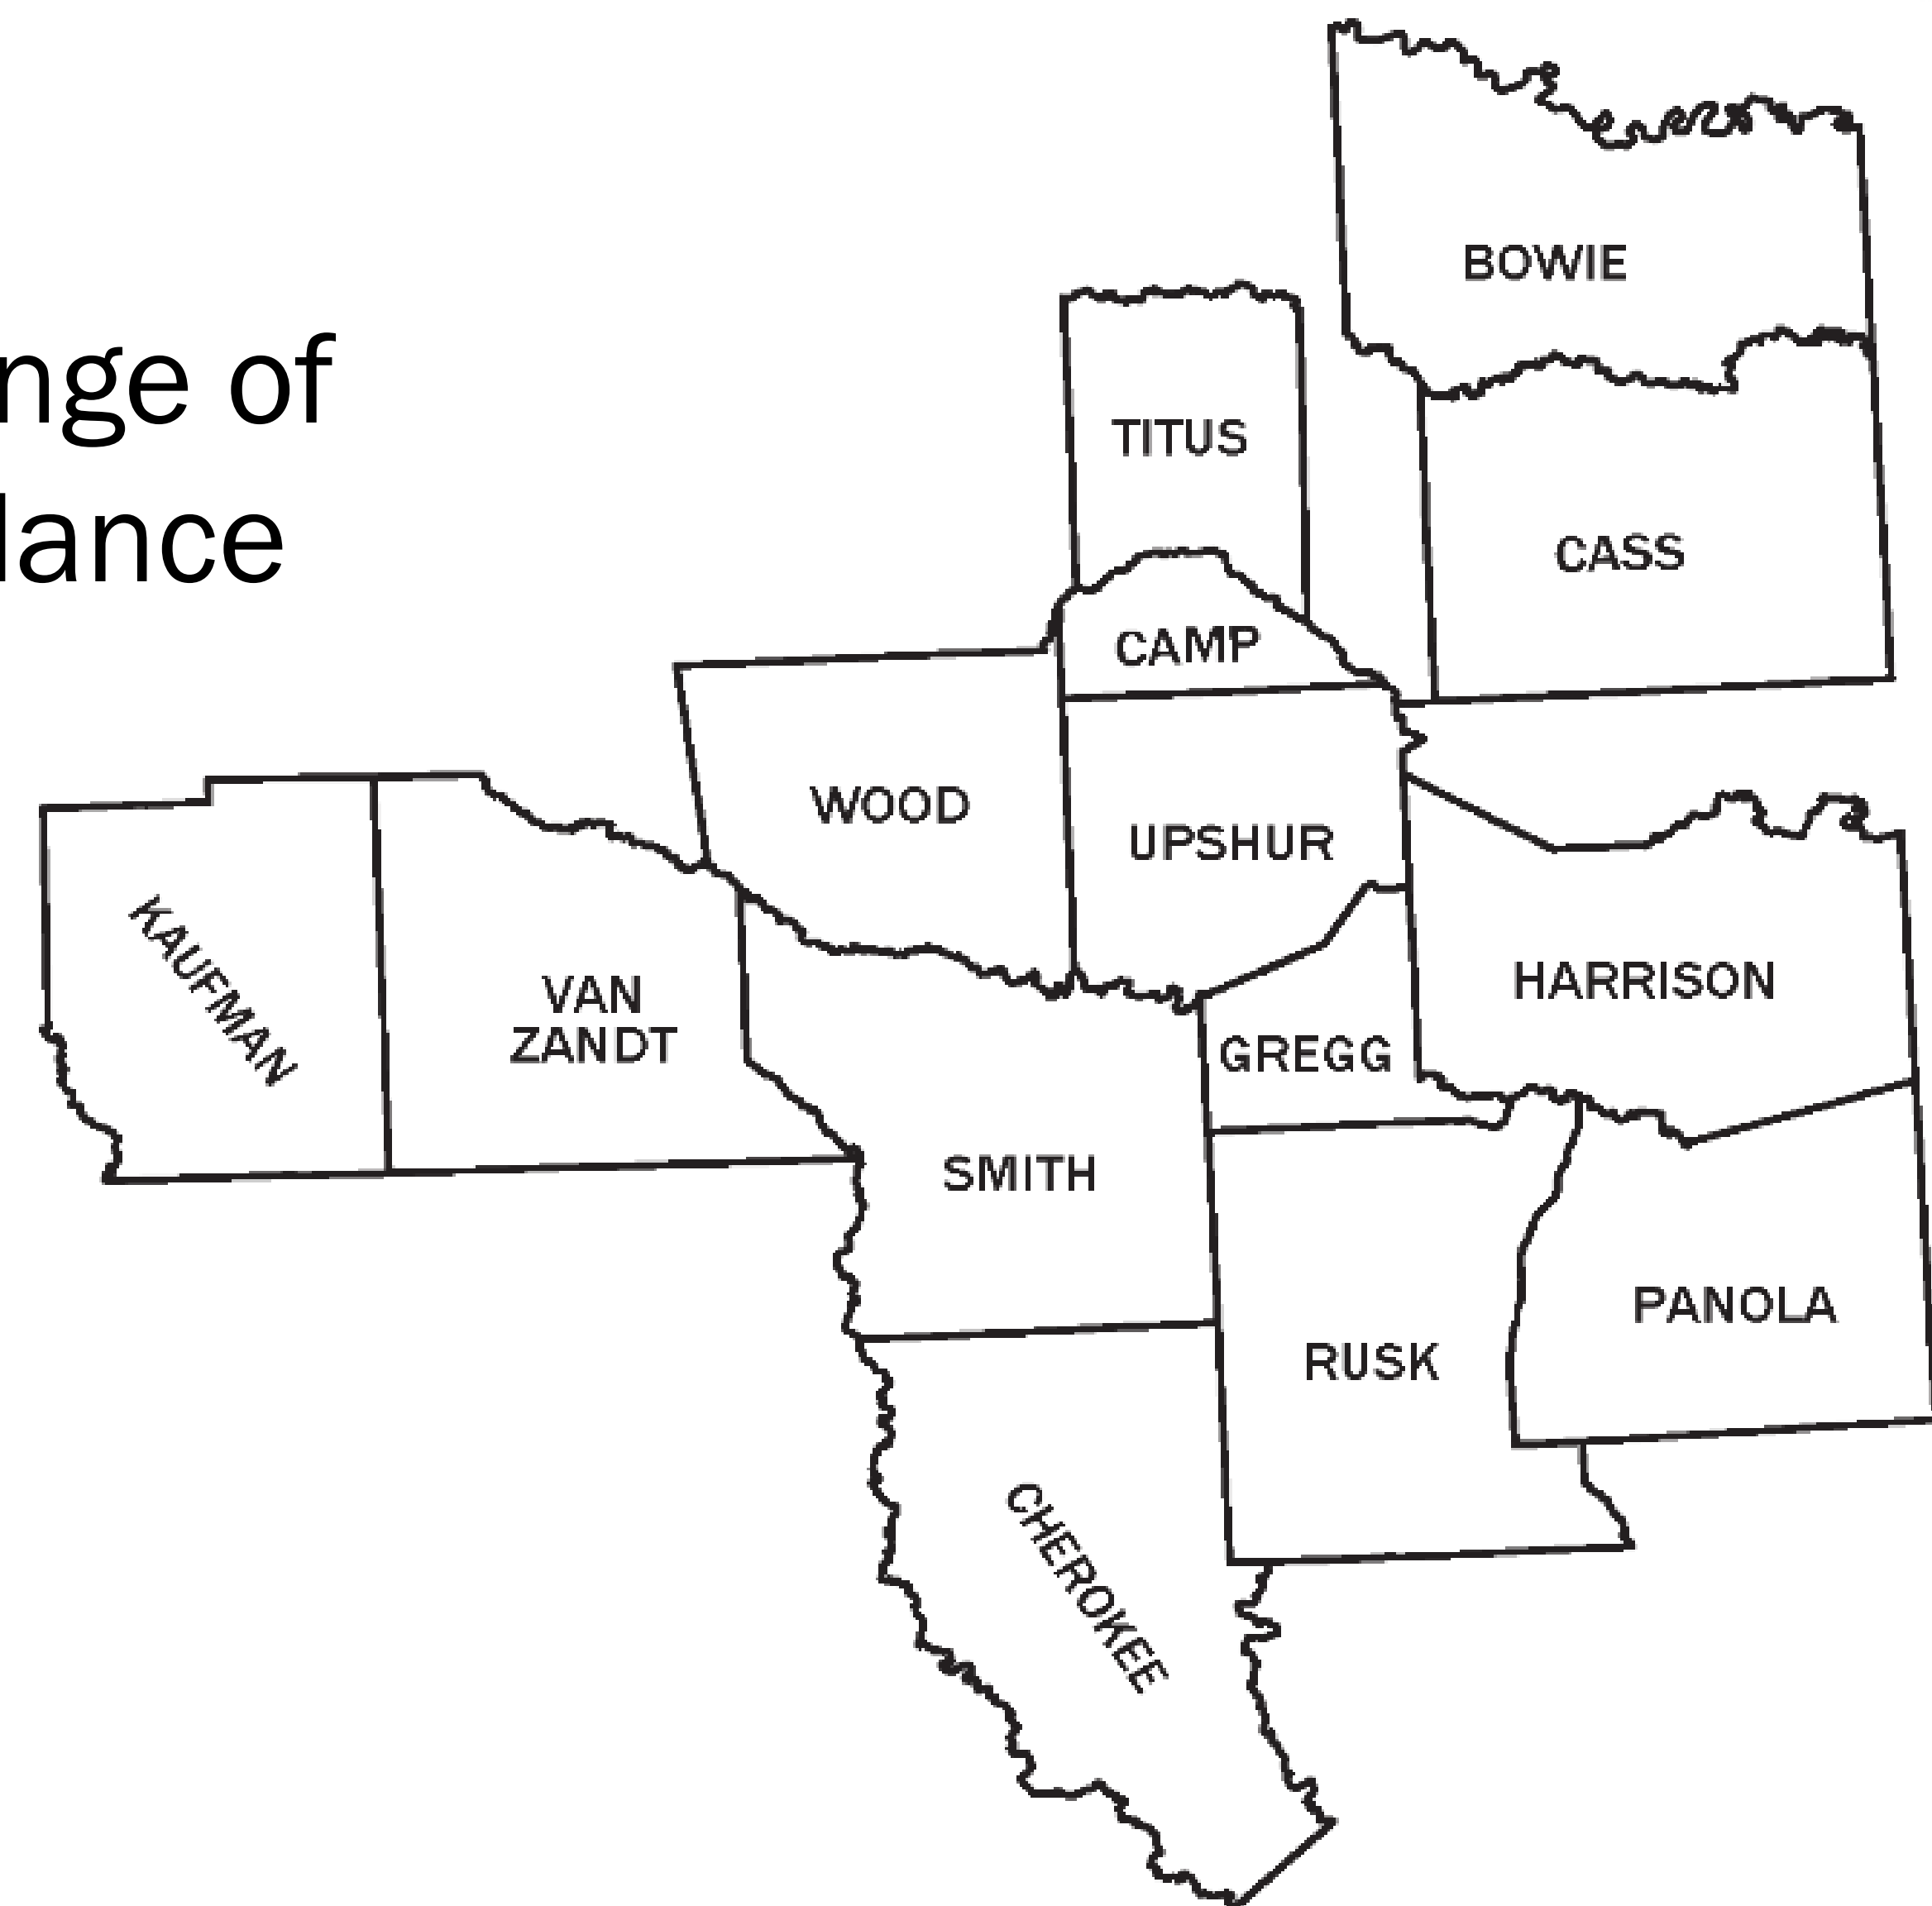 nge of
lance
BOWIE
TITUS
CASS
CAMP
WOOD
UPSHUR
KAUFMAN
VAN
ZANDT
HARRISON
GREGG
SMITH
PANOLA
RUSK
CHEROKEE